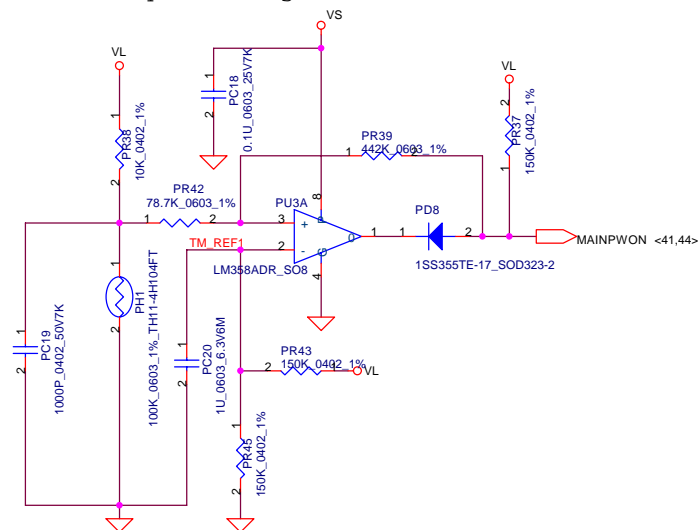 VS
VL
VL
1
2
PC18
0.1U_0603_25V7K
1
2
PR38
10K_0402_1%
2
1
PR37
150K_0402_1%
PR39
1 2
442K_0603_1%
PR42
78.7K_0603_1%
1 2
PU3A
8
3
+
P
O
1
2
-
G
4
LM358ADR_SO8
TM_REF1
PD8
1 2
1SS355TE-17_SOD323-2
MAINPWON <41,44>
1
2
PH1
100K_0603_1%_TH11-4H104FT
1
2
PC19
1000P_0402_50V7K
1
2
PC20
1U_0603_6.3V6M
PR43
150K_0402_1%
2 1
VL
1
2
PR45
150K_0402_1%